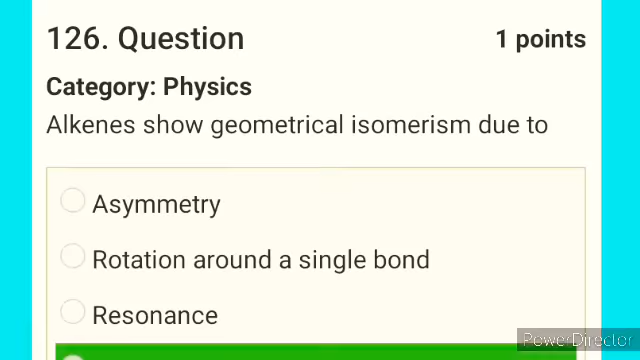 126. Question
1 points
Category: Physics
Alkenes show geometrical isomerism due to
Asymmetry
Rotation around a single bond
Resonance
PowerDirector